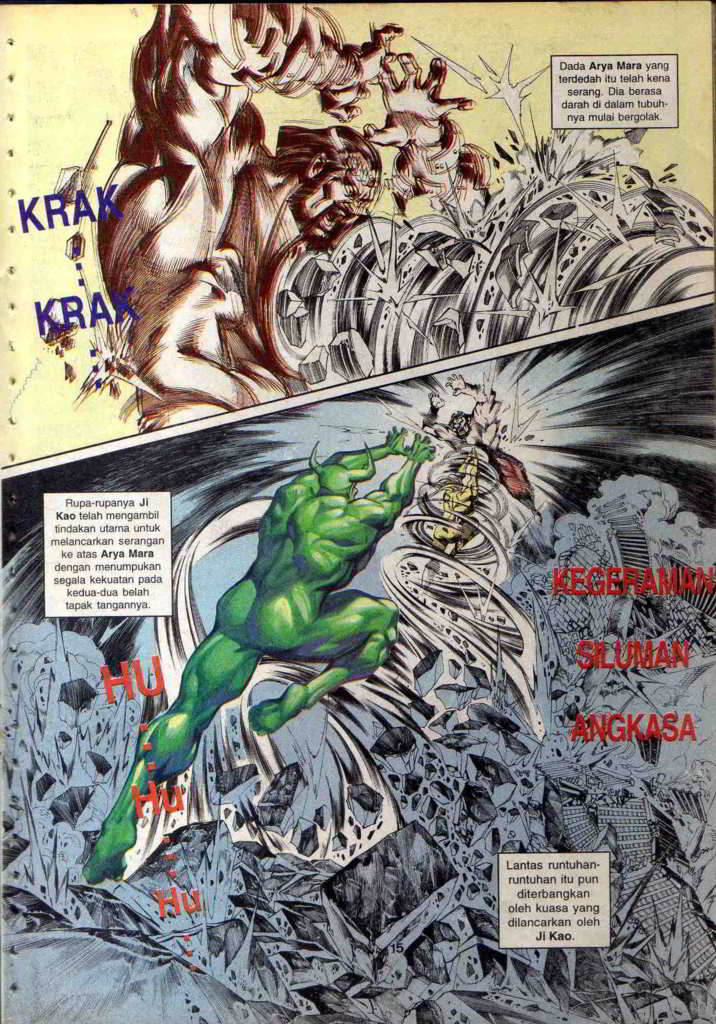 Dada Arya Mara yang
terdedah itu telah kena
serang. Dia berasa
darah di dalam tubuh-
nya mulai bergolak.
KRAK
KRAK
Rupa-rupanya Ji
Kao telah mengambil
tindakan utama untuk
melancarkan serangan
ke atas Arya Mara
dengan menumpukan
segala kekuatan pada
kedua-dua belah
tapak tangannya.
KEGERAMAN
SILUMAN
ANGKASA
HU
Hu
Hu
Lantas runtuhan-
runtuhan itu pun
diterbangkan
oleh kuasa yang
dilancarkan oleh
Ji Kao.
15